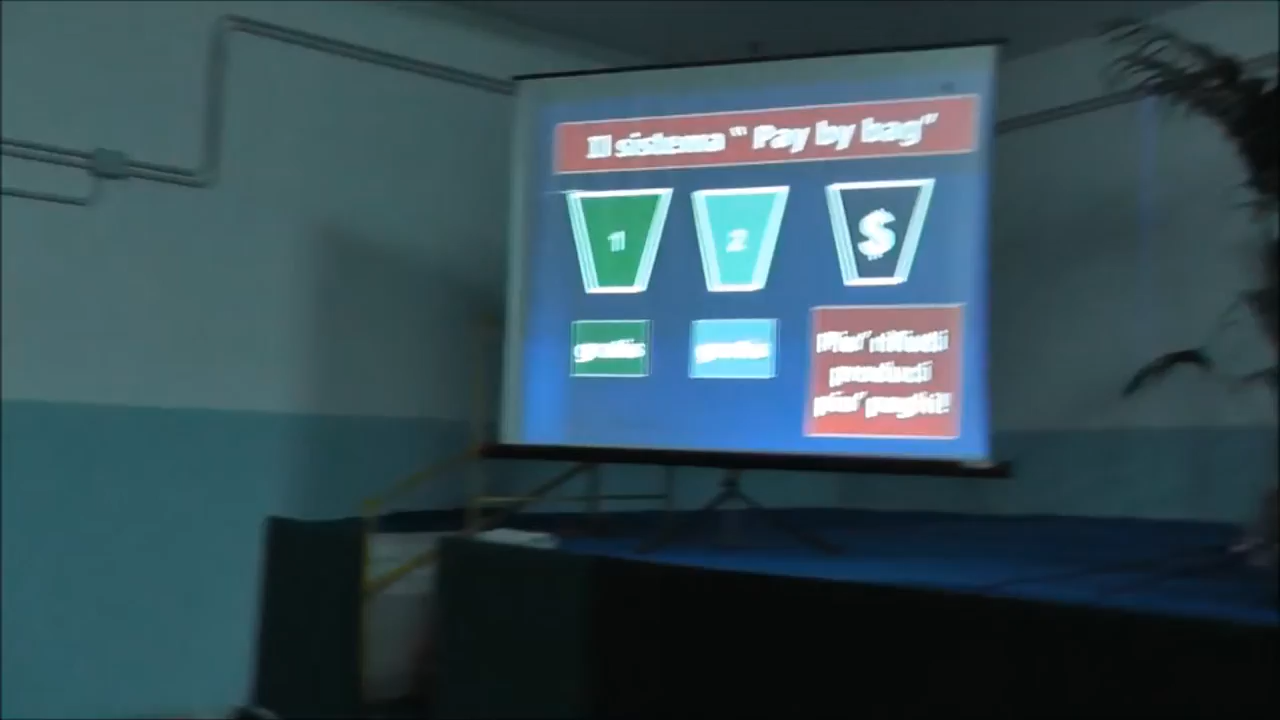 Il sistema " Pay by bag"
1
2
$
gratis
gratis
Piu' rifiuti
produci
piu' paghi!